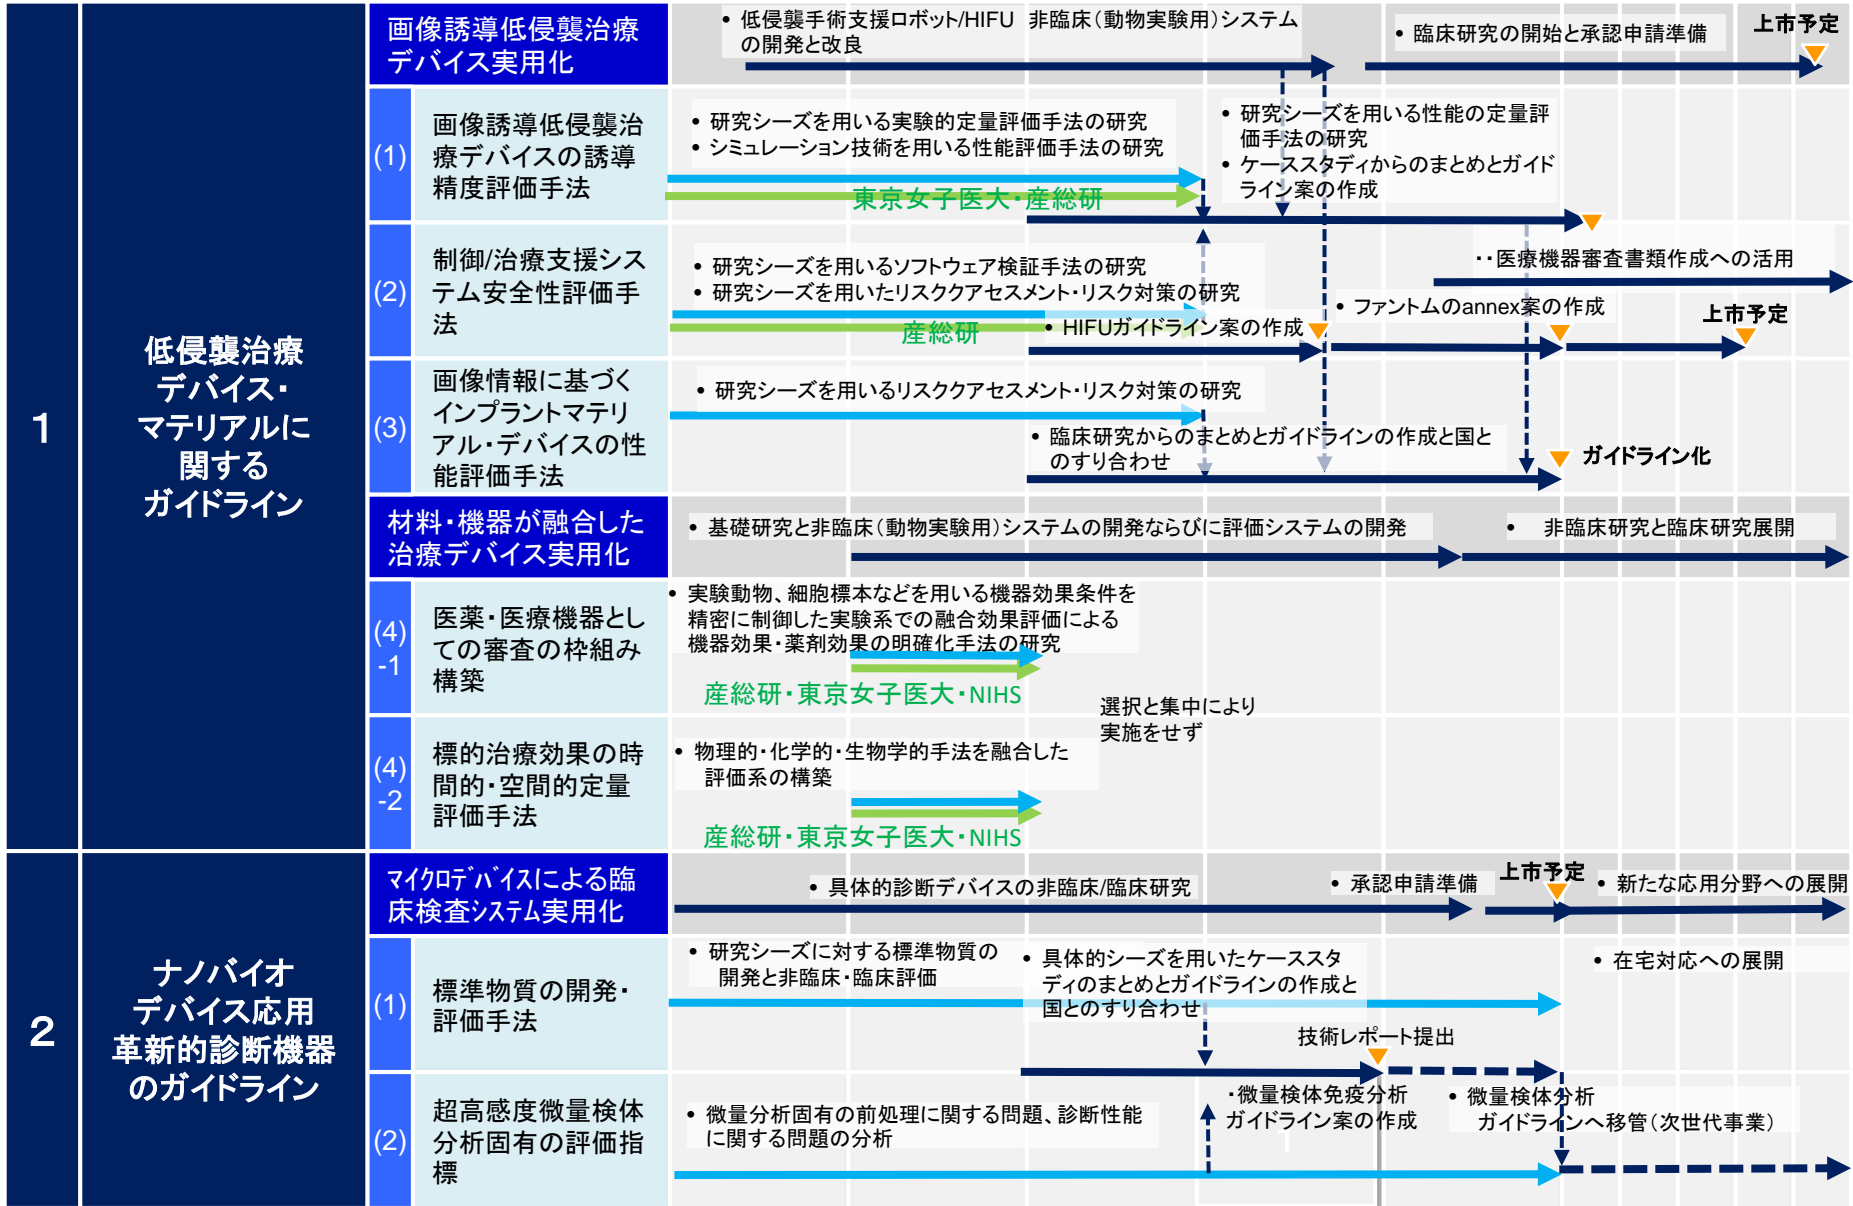 1
低侵襲治療
デバイス・
マテリアルに
関する
ガイドライン
画像誘導低侵襲治療
デバイス実用化
• 低侵襲手術支援ロボット/HIFU 非臨床（動物実験用）システム
の開発と改良
• 臨床研究の開始と承認申請準備
上市予定
(1)
画像誘導低侵襲治
療デバイスの誘導
精度評価手法
• 研究シーズを用いる実験的定量評価手法の研究
• シミュレーション技術を用いる性能評価手法の研究
東京女子医大・産総研
• 研究シーズを用いる性能の定量評
価手法の研究
• ケーススタディからのまとめとガイド
ライン案の作成
(2)
制御/治療支援シス
テム安全性評価手
法
• 研究シーズを用いるソフトウェア検証手法の研究
• 研究シーズを用いたリスククアセスメント・リスク対策の研究
産総研
• HIFUガイドライン案の作成
・・医療機器審査書類作成への活用
• ファントムのannex案の作成
上市予定
(3)
画像情報に基づく
インプラントマテリ
アル・デバイスの性
能評価手法
• 研究シーズを用いるリスククアセスメント・リスク対策の研究
• 臨床研究からのまとめとガイドラインの作成と国と
のすり合わせ
ガイドライン化
材料・機器が融合した
治療デバイス実用化
• 基礎研究と非臨床（動物実験用）システムの開発ならびに評価システムの開発
• 非臨床研究と臨床研究展開
(4)
-1
医薬・医療機器とし
ての審査の枠組み
構築
• 実験動物、細胞標本などを用いる機器効果条件を
精密に制御した実験系での融合効果評価による
機器効果・薬剤効果の明確化手法の研究
産総研・東京女子医大・NIHS
選択と集中により
実施をせず
(4)
-2
標的治療効果の時
間的・空間的定量
評価手法
• 物理的・化学的・生物学的手法を融合した
評価系の構築
産総研・東京女子医大・NIHS
2
ナノバイオ
デバイス応用
革新的診断機器
のガイドライン
ﾏｲｸﾛﾃﾞﾊﾞｲｽによる臨
床検査ｼｽﾃﾑ実用化
• 具体的診断デバイスの非臨床/臨床研究
• 承認申請準備
上市予定
• 新たな応用分野への展開
(1)
標準物質の開発・
評価手法
• 研究シーズに対する標準物質の
開発と非臨床・臨床評価
• 具体的シーズを用いたケーススタ
ディのまとめとガイドラインの作成と
国とのすり合わせ
• 在宅対応への展開
技術レポート提出
(2)
超高感度微量検体
分析固有の評価指
標
• 微量分析固有の前処理に関する問題、診断性能
に関する問題の分析
・微量検体免疫分析
ガイドライン案の作成
• 微量検体分析
ガイドラインへ移管（次世代事業）